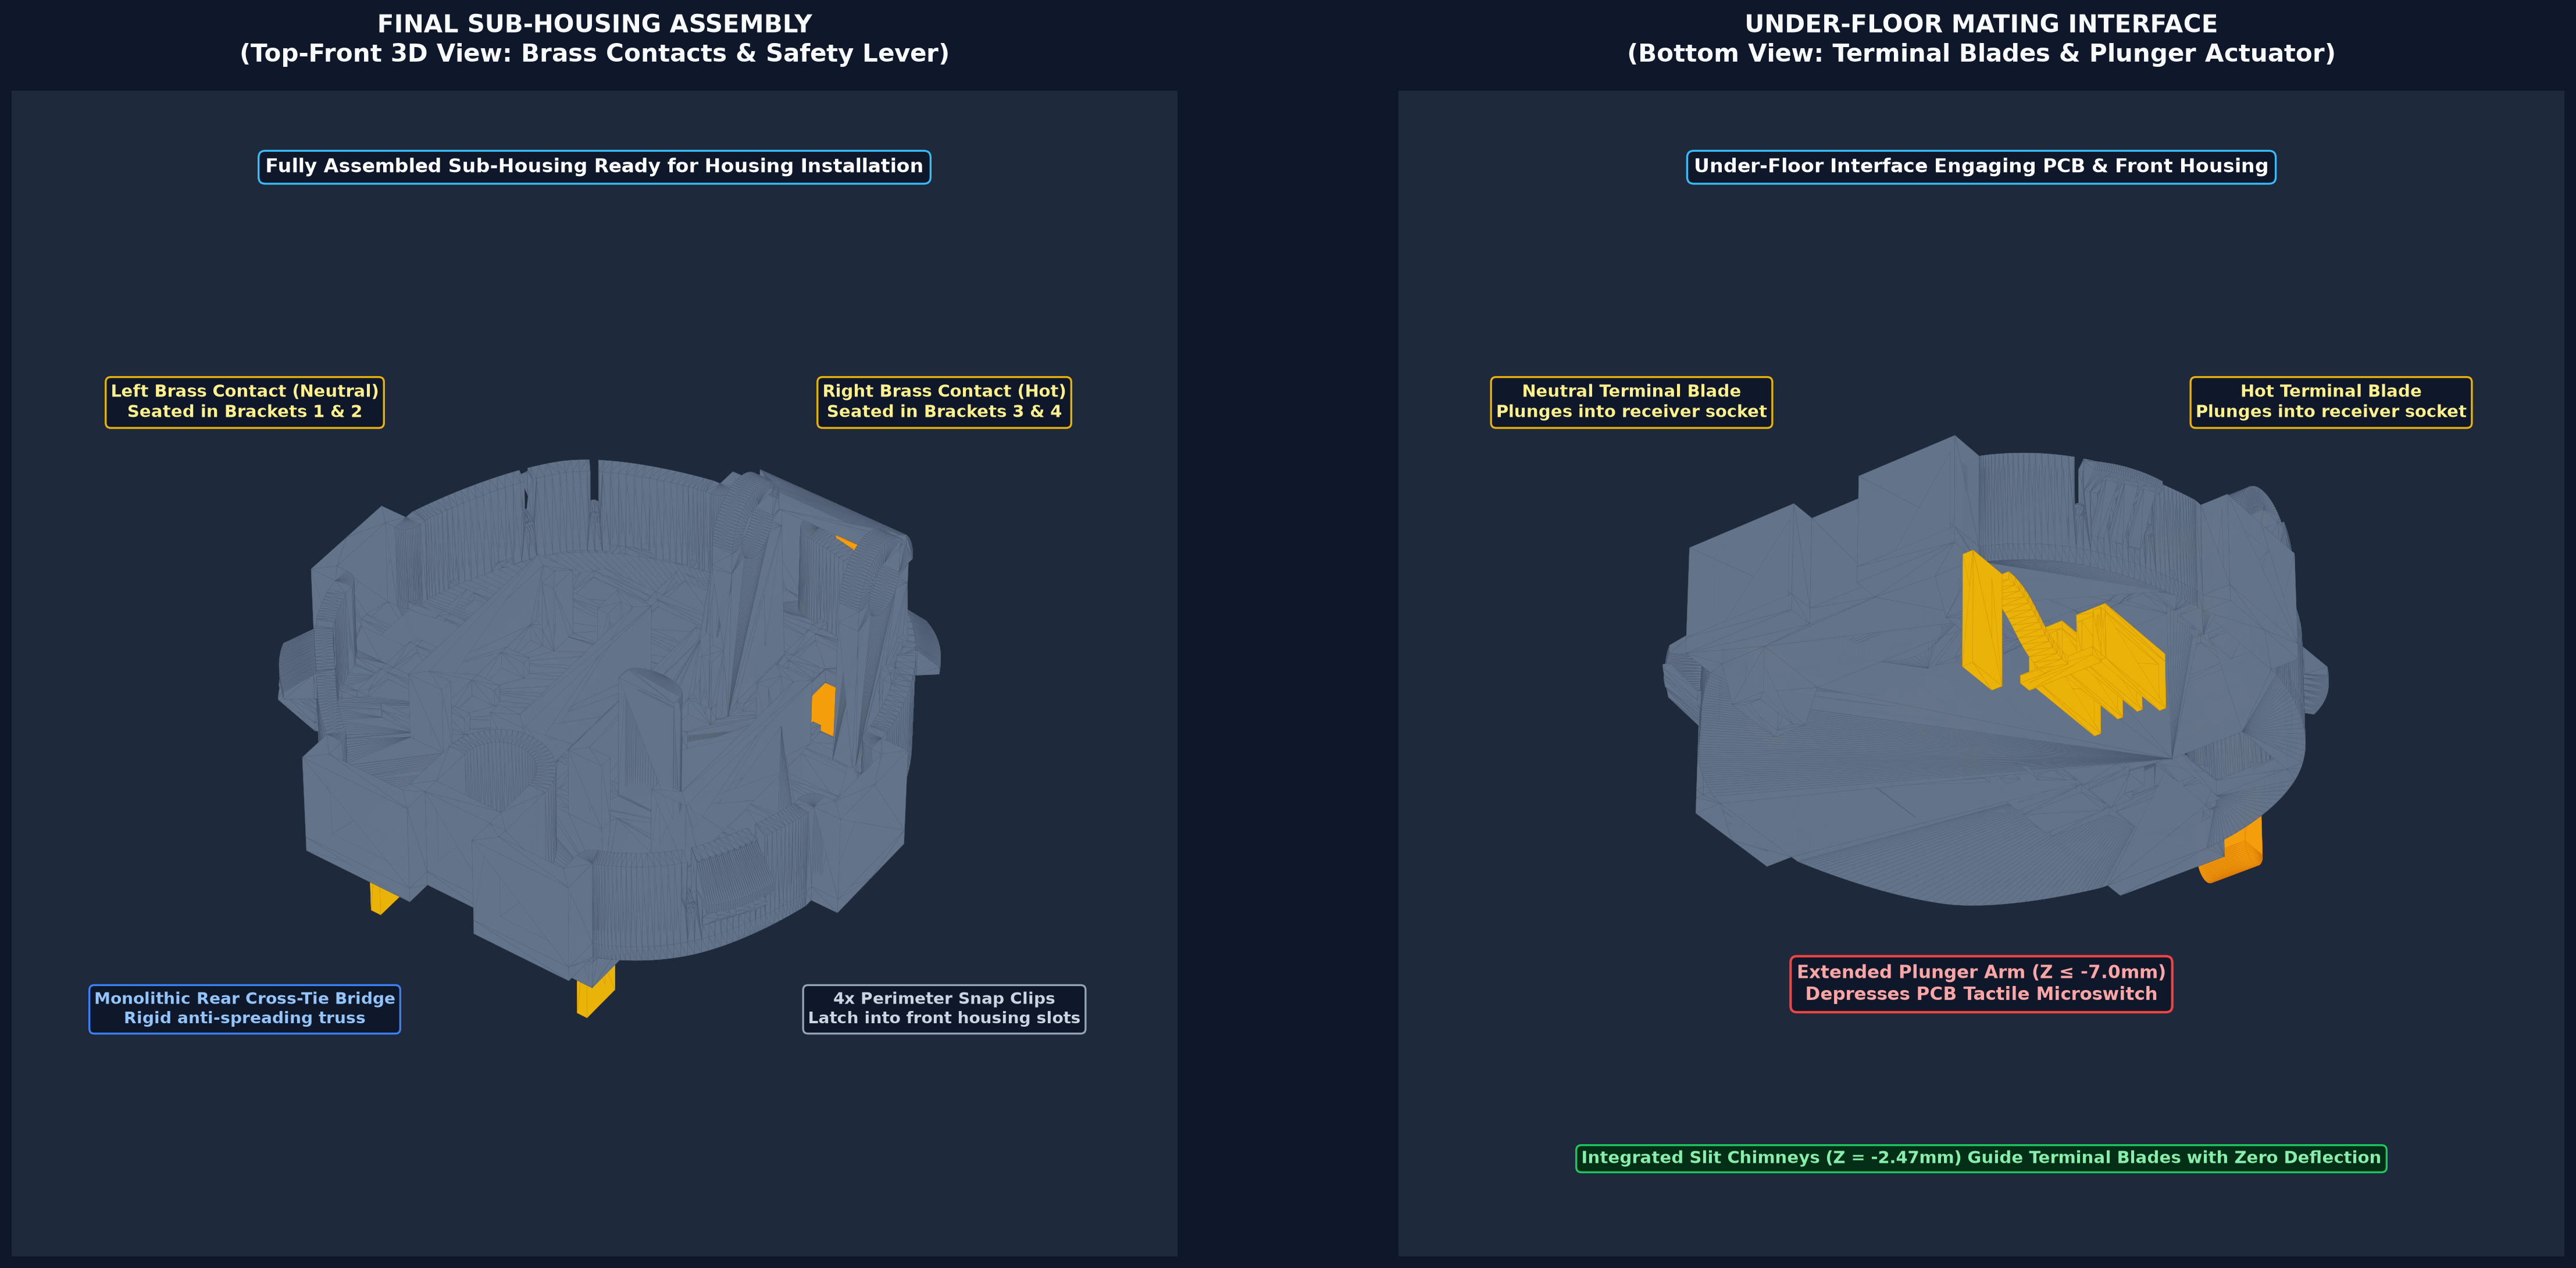 FINAL SUB-HOUSING ASSEMBLY
(Top-Front 3D View: Brass Contacts & Safety Lever)
Fully Assembled Sub-Housing Ready for Housing Installation
Left Brass Contact (Neutral)
Seated in Brackets 1 & 2
Right Brass Contact (Hot)
Seated in Brackets 3 & 4
Monolithic Rear Cross-Tie Bridge
Rigid anti-spreading truss
4x Perimeter Snap Clips
Latch into front housing slots
UNDER-FLOOR MATING INTERFACE
(Bottom View: Terminal Blades & Plunger Actuator)
Under-Floor Interface Engaging PCB & Front Housing
Neutral Terminal Blade
Plunges into receiver socket
Hot Terminal Blade
Plunges into receiver socket
Extended Plunger Arm (Z ≤ -7.0mm)
Depresses PCB Tactile Microswitch
Integrated Slit Chimneys (Z = -2.47mm) Guide Terminal Blades with Zero Deflection